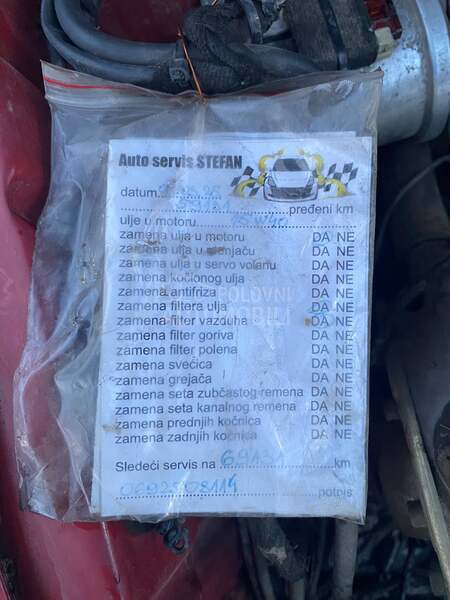 Auto servis STEFAN
datum
59131 pređeni km
ulje u motoru 15W40
zamena ulja u motoru DA NE
zamena ulja u menjaču DA NE
zamena ulja u servo volanu DA NE
zamena kočionog ulja DA NE
zamena antifriza DA NE
zamena filtera ulja DA NE
zamena filter vazduha DA NE
zamena filter goriva DA NE
zamena filter polena DA NE
zamena svećica DA NE
zamena grejača DA NE
zamena seta zubčastog remena DA NE
zamena seta kanalnog remena DA NE
zamena prednjih kočnica DA NE
zamena zadnjih kočnica DA NE
Sledeći servis na 69131 km
potpis